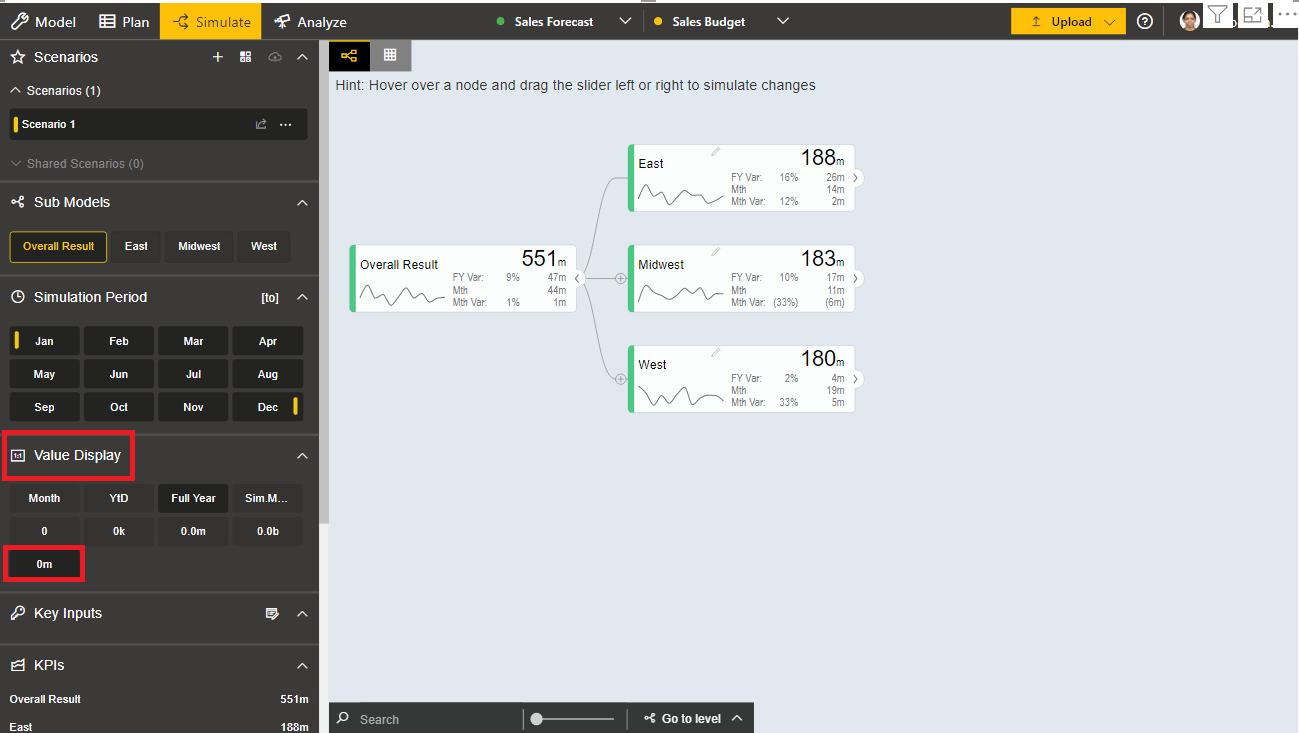 Model Plan Simulate Analyze Sales Forecast Sales Budget Upload
Scenarios
Hint: Hover over a node and drag the slider left or right to simulate changes
Scenarios (1)
Scenario 1
Shared Scenarios (0)
Sub Models
Overall Result East Midwest West
Simulation Period [to]
Jan Feb Mar Apr
May Jun Jul Aug
Sep Oct Nov Dec
Value Display
Month YtD Full Year Sim.M...
0 0k 0.0m 0.0b
0m
Key Inputs
KPIs
Overall Result 551m
East 188m
Overall Result 551m
FY Var: 9% 47m
Mth 44m
Mth Var: 1% 1m
East 188m
FY Var: 16% 26m
Mth 14m
Mth Var: 12% 2m
Midwest 183m
FY Var: 10% 17m
Mth 11m
Mth Var: (33%) (6m)
West 180m
FY Var: 2% 4m
Mth 19m
Mth Var: 33% 5m
Search Go to level